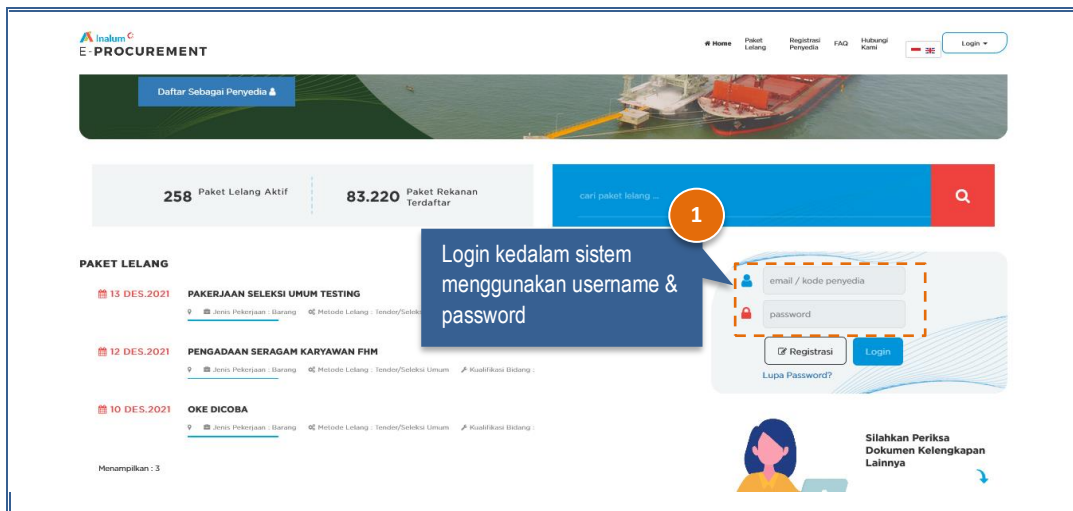 Inalum
E-PROCUREMENT
Home
Paket
Lelang
Registrasi
Penyedia
FAQ
Hubungi
Kami
Login
Daftar Sebagai Penyedia
258 Paket Lelang Aktif
83.220 Paket Rekanan
Terdaftar
cari paket lelang ...
1
Login kedalam sistem
menggunakan username &
password
PAKET LELANG
13 DES.2021 PAKERJAAN SELEKSI UMUM TESTING
Jenis Pekerjaan : Barang Metode Lelang : Tender/Seleks
12 DES.2021 PENGADAAN SERAGAM KARYAWAN FHM
Jenis Pekerjaan : Barang Metode Lelang : Tender/Seleksi Umum Kualifikasi Bidang :
10 DES.2021 OKE DICOBA
Jenis Pekerjaan : Barang Metode Lelang : Tender/Seleksi Umum Kualifikasi Bidang :
Menampilkan : 3
email / kode penyedia
password
Registrasi
Login
Lupa Password?
Silahkan Periksa
Dokumen Kelengkapan
Lainnya